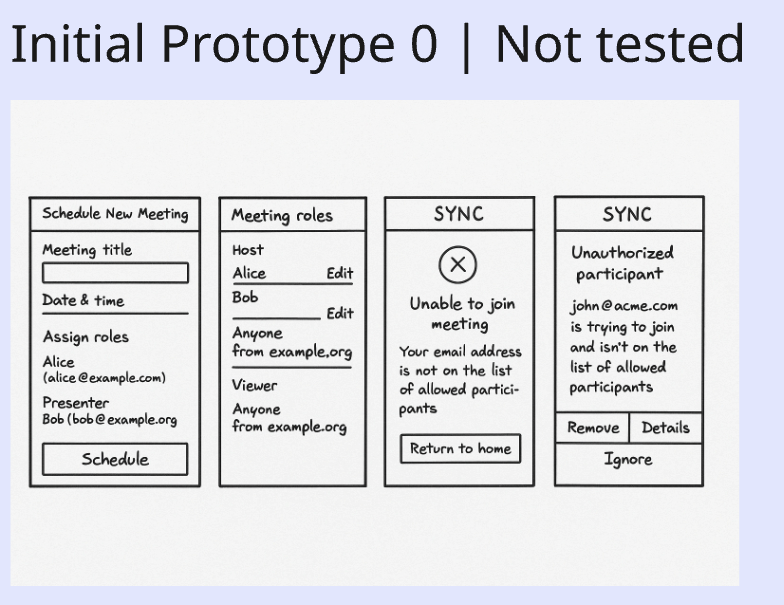 Initial Prototype 0 | Not tested
Schedule New Meeting
Meeting title
Date & time
Assign roles
Alice
(alice@example.com)
Presenter
Bob (bob@example.org
Schedule
Meeting roles
Host
Alice Edit
Bob
Edit
Anyone
from example.org
Viewer
Anyone
from example.org
SYNC
Unable to join
meeting
Your email address
is not on the list
of allowed partici-
pants
Return to home
SYNC
Unauthorized
participant
john@acme.com
is trying to join
and isn't on the
list of allowed
participants
Remove Details
Ignore